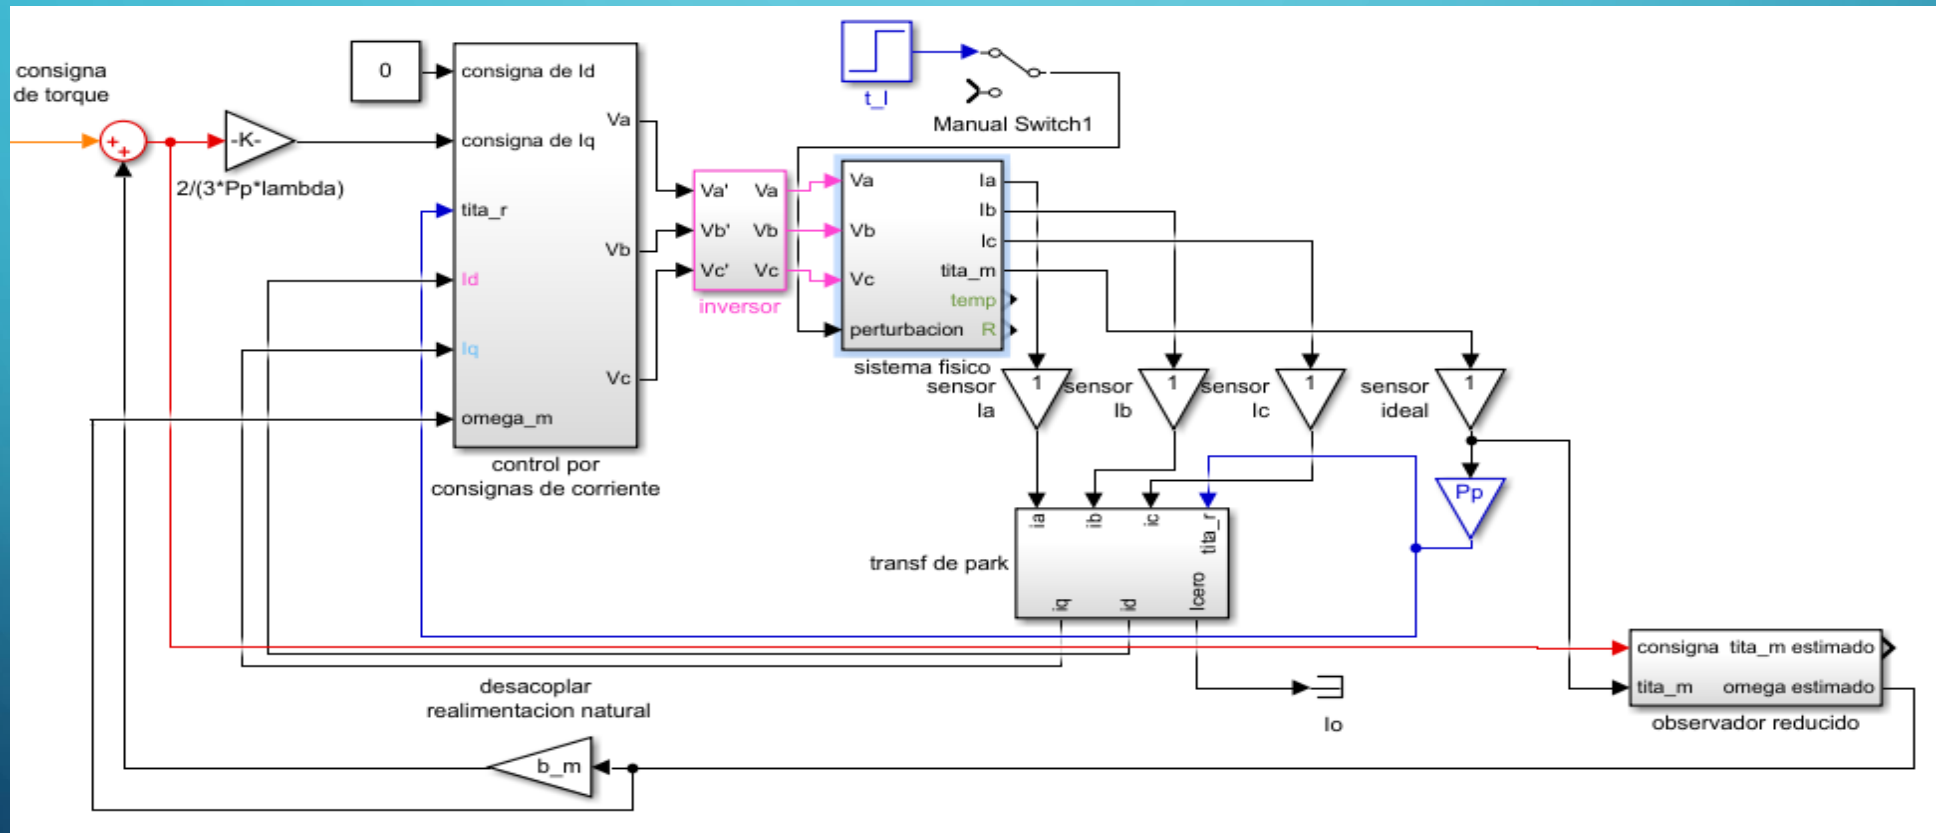 consigna
de torque
0
-K-
2/(3*Pp*lambda)
consigna de Id
consigna de Iq
tita_r
Id
Iq
omega_m
Va
Vb
Vc
control por
consignas de corriente
Va' Va
Vb' Vb
Vc' Vc
inversor
t_l
Manual Switch1
Va
Vb
Vc
perturbacion
Ia
Ib
Ic
tita_m
temp
R
sistema fisico
sensor
Ia
1
sensor
Ib
1
sensor
Ic
1
sensor
ideal
1
Pp
ia
ib
ic
tita_r
iq
id
Icero
transf de park
Io
consigna tita_m estimado
tita_m omega estimado
observador reducido
desacoplar
realimentacion natural
b_m